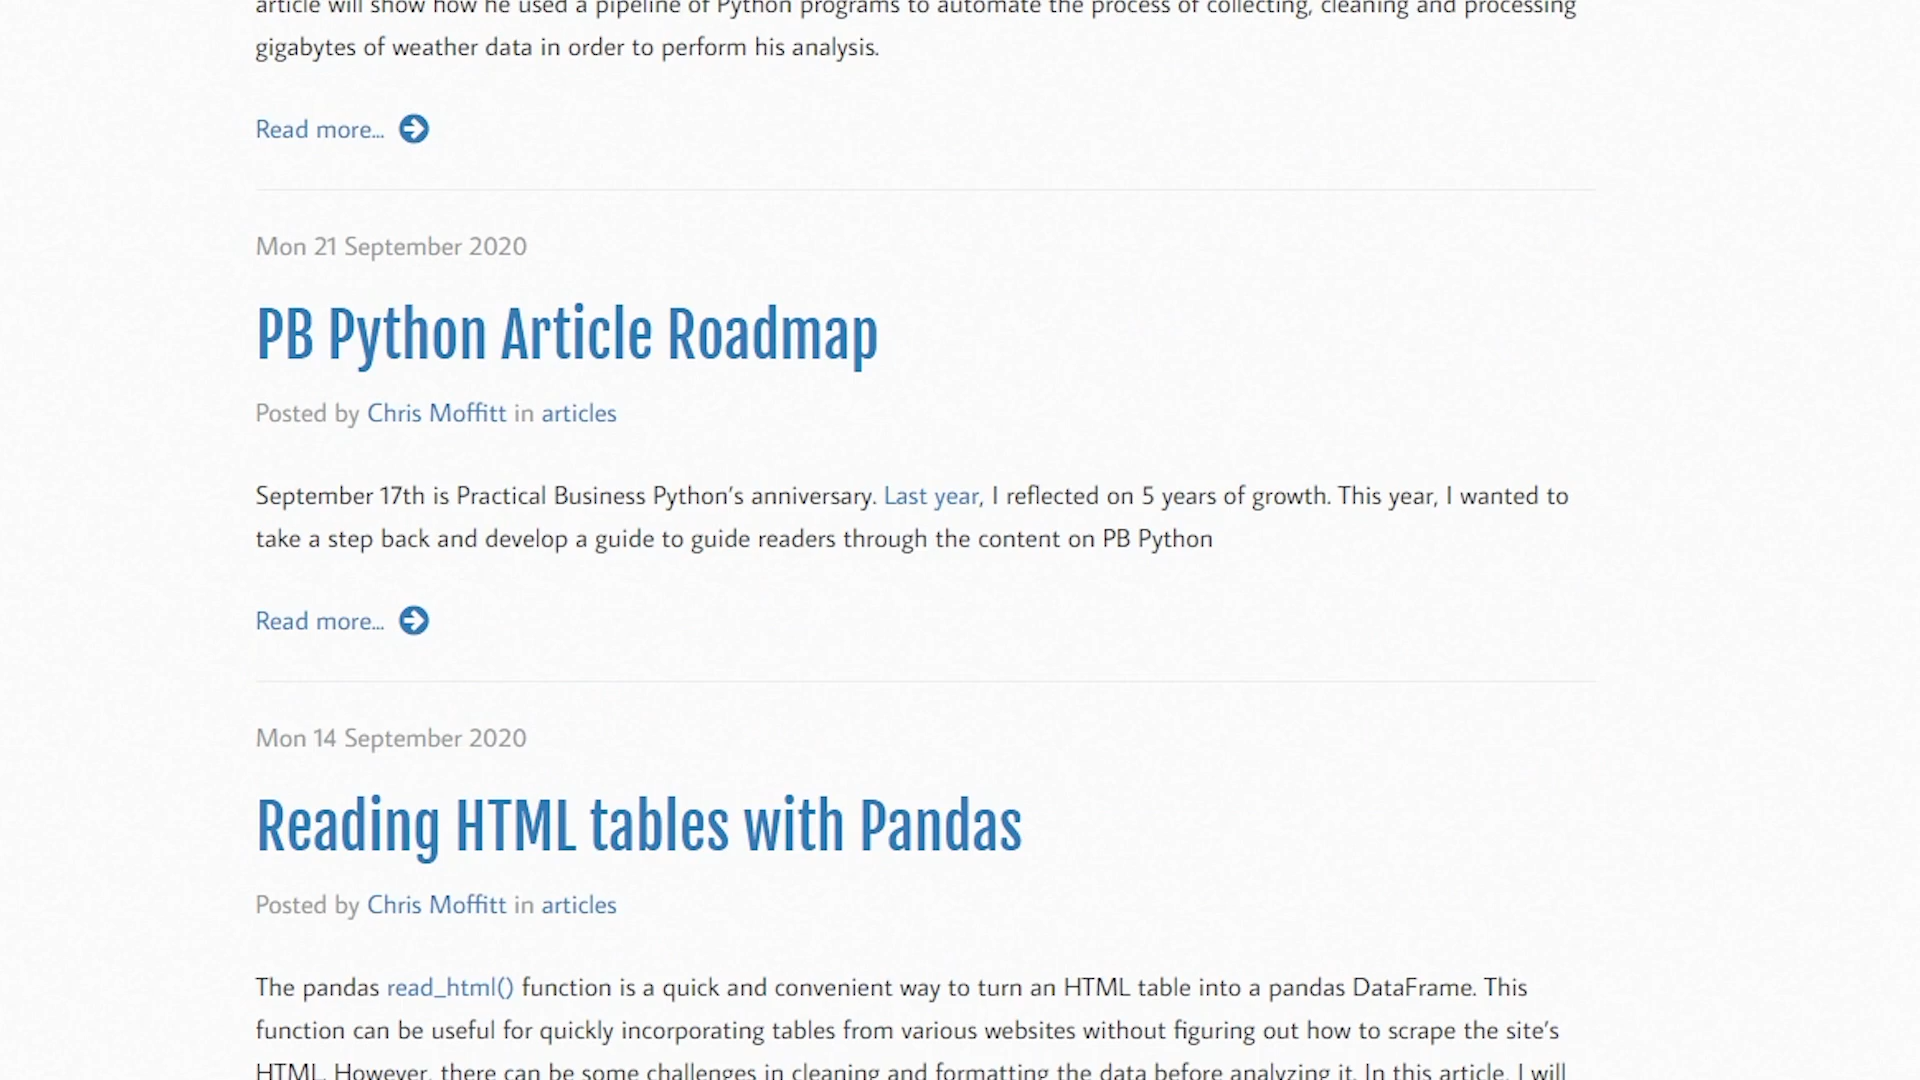 article will show how he used a pipeline of Python programs to automate the process of collecting, cleaning and processing
gigabytes of weather data in order to perform his analysis.
Read more...
Mon 21 September 2020
PB Python Article Roadmap
Posted by Chris Moffitt in articles
September 17th is Practical Business Python’s anniversary. Last year, I reflected on 5 years of growth. This year, I wanted to
take a step back and develop a guide to guide readers through the content on PB Python
Read more...
Mon 14 September 2020
Reading HTML tables with Pandas
Posted by Chris Moffitt in articles
The pandas read_html() function is a quick and convenient way to turn an HTML table into a pandas DataFrame. This
function can be useful for quickly incorporating tables from various websites without figuring out how to scrape the site’s
HTML. However, there can be some challenges in cleaning and formatting the data before analyzing it. In this article, I will